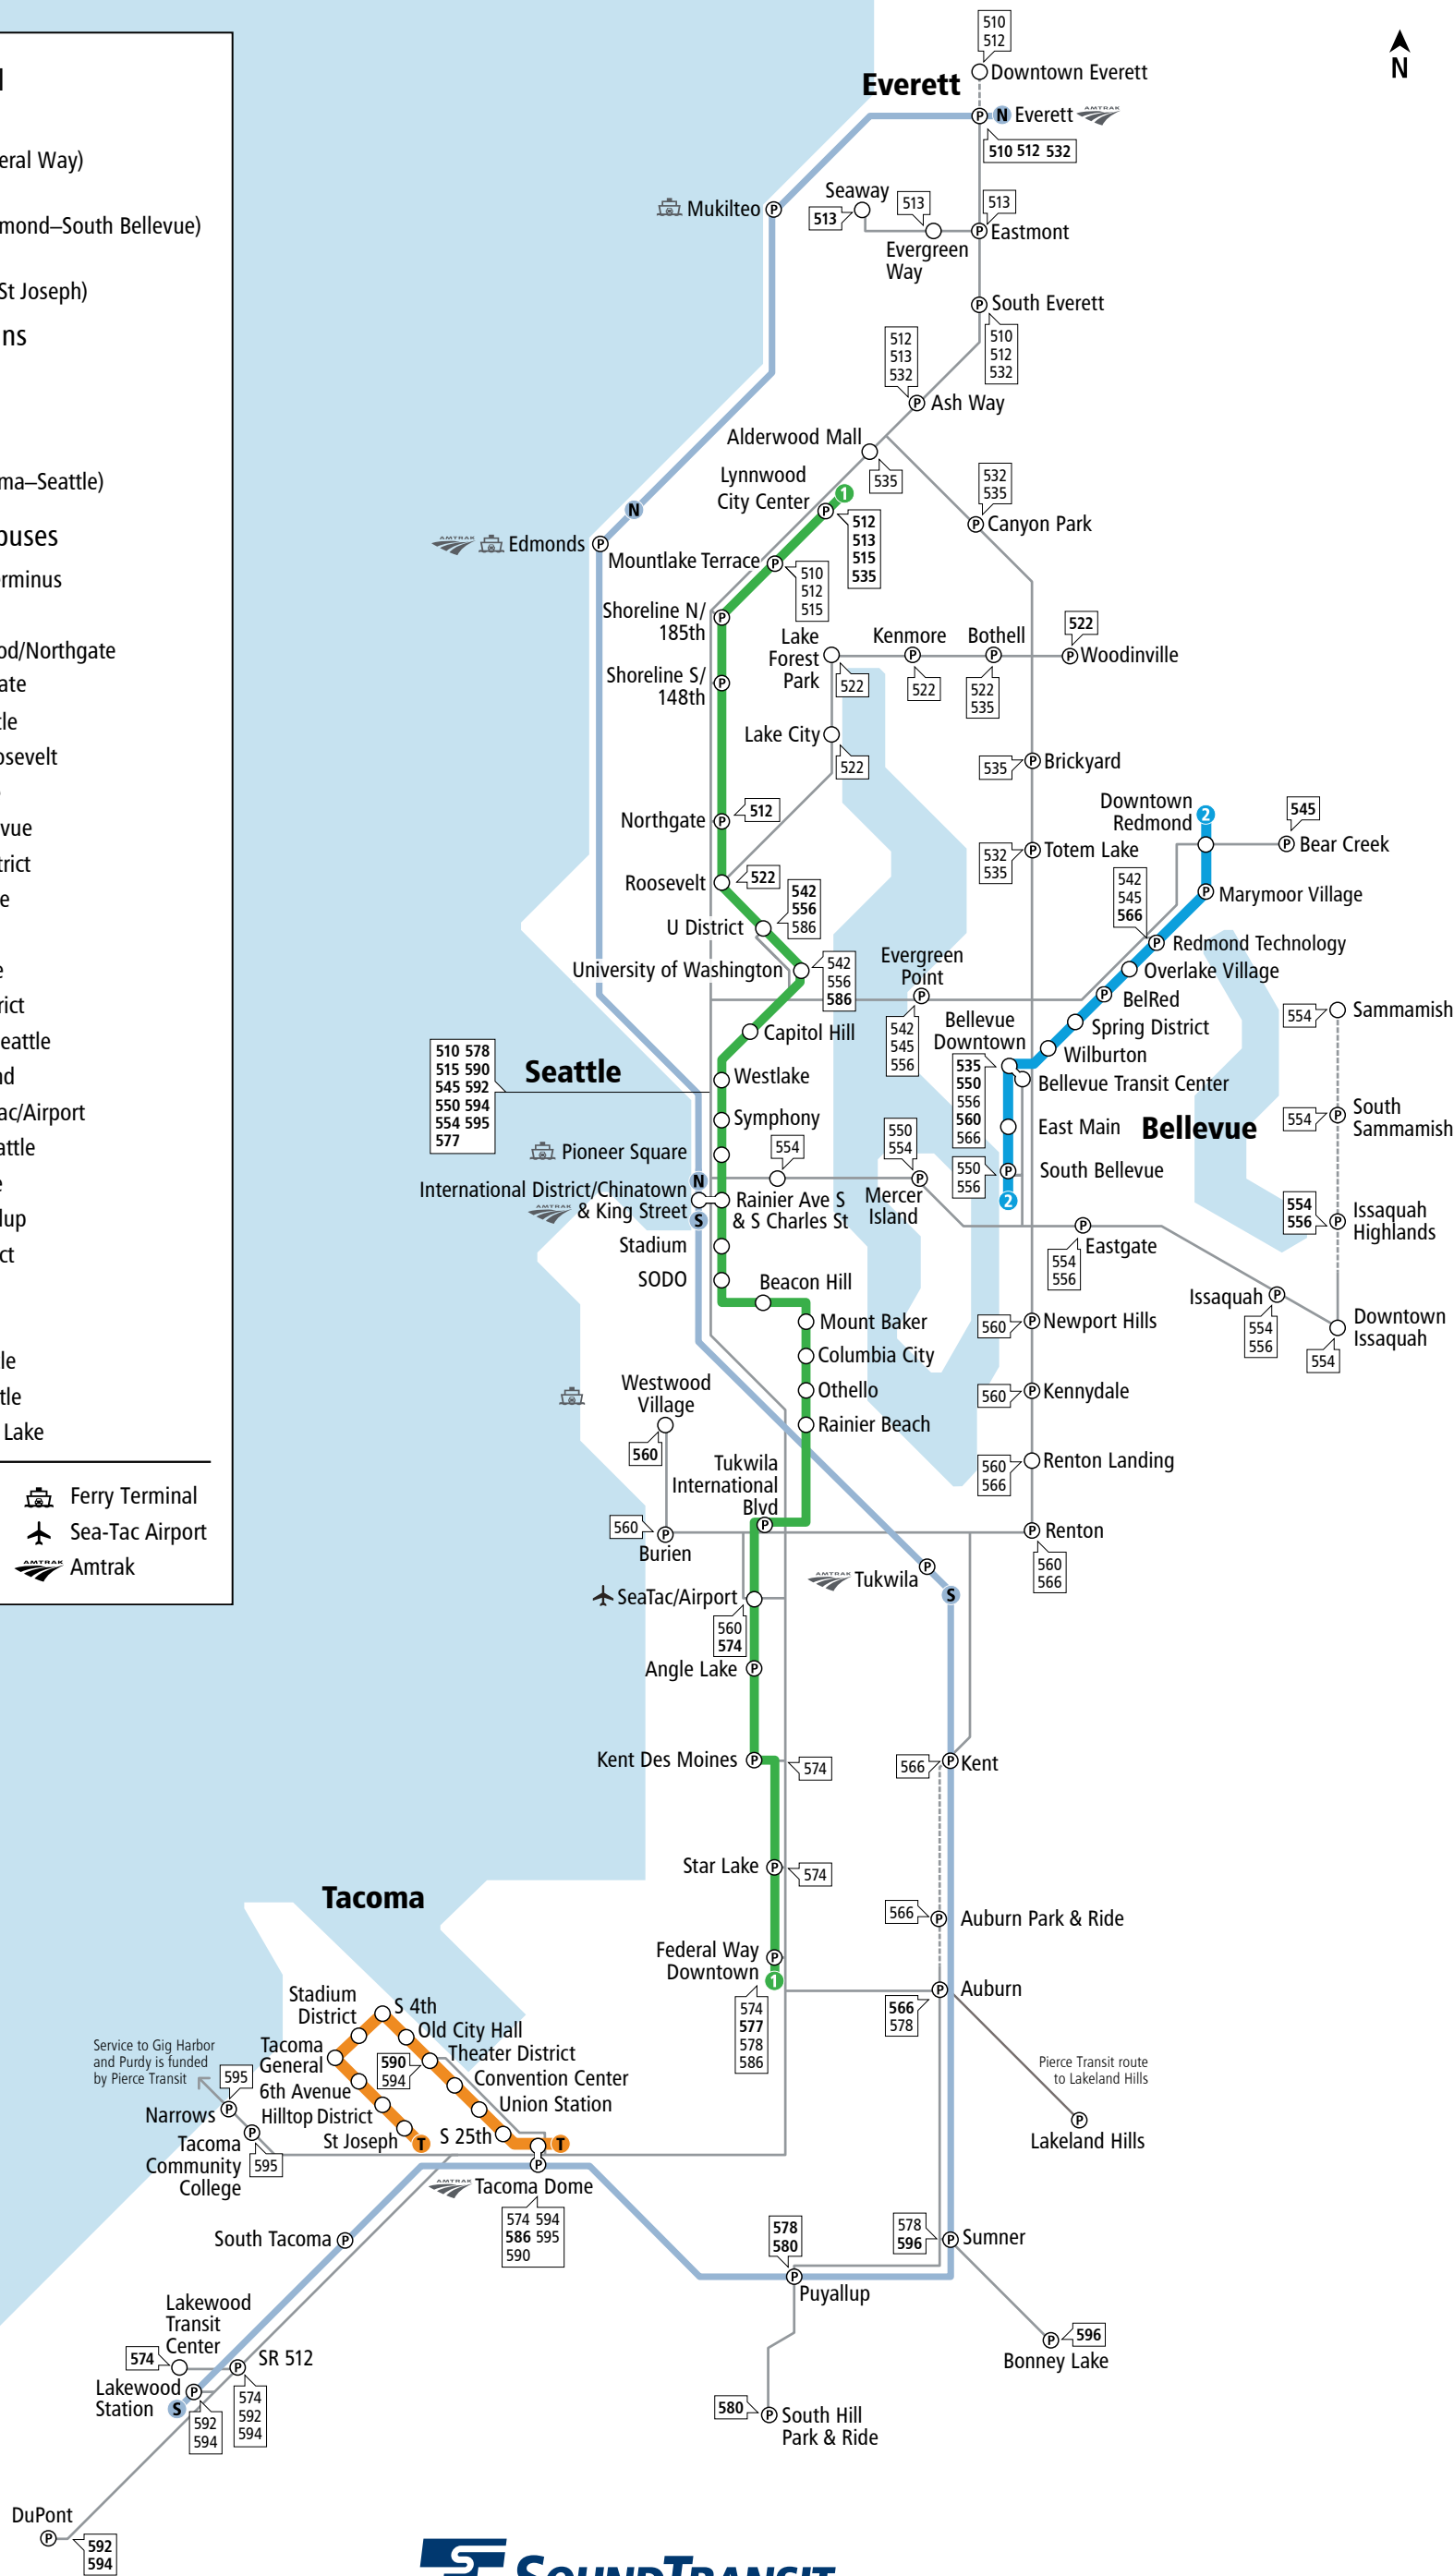 510
512
Downtown Everett
N
Everett
N
Everett
AMTRAK
510 512 532
eral Way)
mond–South Bellevue)
St Joseph)
ns
ma–Seattle)
ouses
erminus
od/Northgate
ate
tle
osevelt
vue
trict
e
e
rict
eattle
nd
ac/Airport
attle
e
lup
ct
le
tle
Lake
Ferry Terminal
Sea-Tac Airport
AMTRAK
Amtrak
Mukilteo
P
Seaway
513
513
513
Evergreen
Way
Eastmont
South Everett
510
512
532
512
513
532
Ash Way
Alderwood Mall
535
Lynnwood
City Center
1
512
513
515
535
532
535
Canyon Park
N
AMTRAK
Edmonds
Mountlake Terrace
510
512
515
Shoreline N/
185th
Shoreline S/
148th
Lake
Forest
Park
522
Kenmore
522
Bothell
522
535
522
Woodinville
Lake City
522
535
Brickyard
Northgate
512
532
535
Totem Lake
Downtown
Redmond
2
545
Bear Creek
Marymoor Village
Roosevelt
522
U District
542
556
586
542
545
566
Redmond Technology
Overlake Village
BelRed
Spring District
Wilburton
University of Washington
542
556
586
Evergreen
Point
542
545
556
Capitol Hill
Bellevue
Downtown
535
550
556
560
566
Bellevue Transit Center
East Main
Bellevue
550
556
South Bellevue
2
554
Sammamish
554
South
Sammamish
554
556
Issaquah
Highlands
510 578
515 590
545 592
550 594
554 595
577
Seattle
Westlake
Symphony
Pioneer Square
N
International District/Chinatown
AMTRAK
& King Street
S
554
Rainier Ave S
& S Charles St
550
554
Mercer
Island
Eastgate
554
556
Issaquah
554
556
Downtown
Issaquah
554
Stadium
SODO
Beacon Hill
Mount Baker
Columbia City
Othello
Rainier Beach
560
Newport Hills
560
Kennydale
560
566
Renton Landing
Renton
560
566
Westwood
Village
560
560
Burien
Tukwila
International
Blvd
AMTRAK
Tukwila
S
SeaTac/Airport
560
574
Angle Lake
Kent Des Moines
574
566
Kent
Star Lake
574
566
Auburn Park & Ride
Federal Way
Downtown
1
574
577
578
586
Auburn
566
578
Pierce Transit route
to Lakeland Hills
Lakeland Hills
Tacoma
Stadium
District
S 4th
Old City Hall
Tacoma
General
590
594
Theater District
Convention Center
Union Station
6th Avenue
Hilltop District
St Joseph
T
S 25th
T
Service to Gig Harbor
and Purdy is funded
by Pierce Transit
595
Narrows
Tacoma
Community
College
595
AMTRAK
Tacoma Dome
574 594
586 595
590
South Tacoma
578
580
Puyallup
578
596
Sumner
596
Bonney Lake
580
South Hill
Park & Ride
Lakewood
Transit
Center
574
SR 512
574
592
594
Lakewood
Station
S
592
594
DuPont
592
594
SOUNDTRANSIT